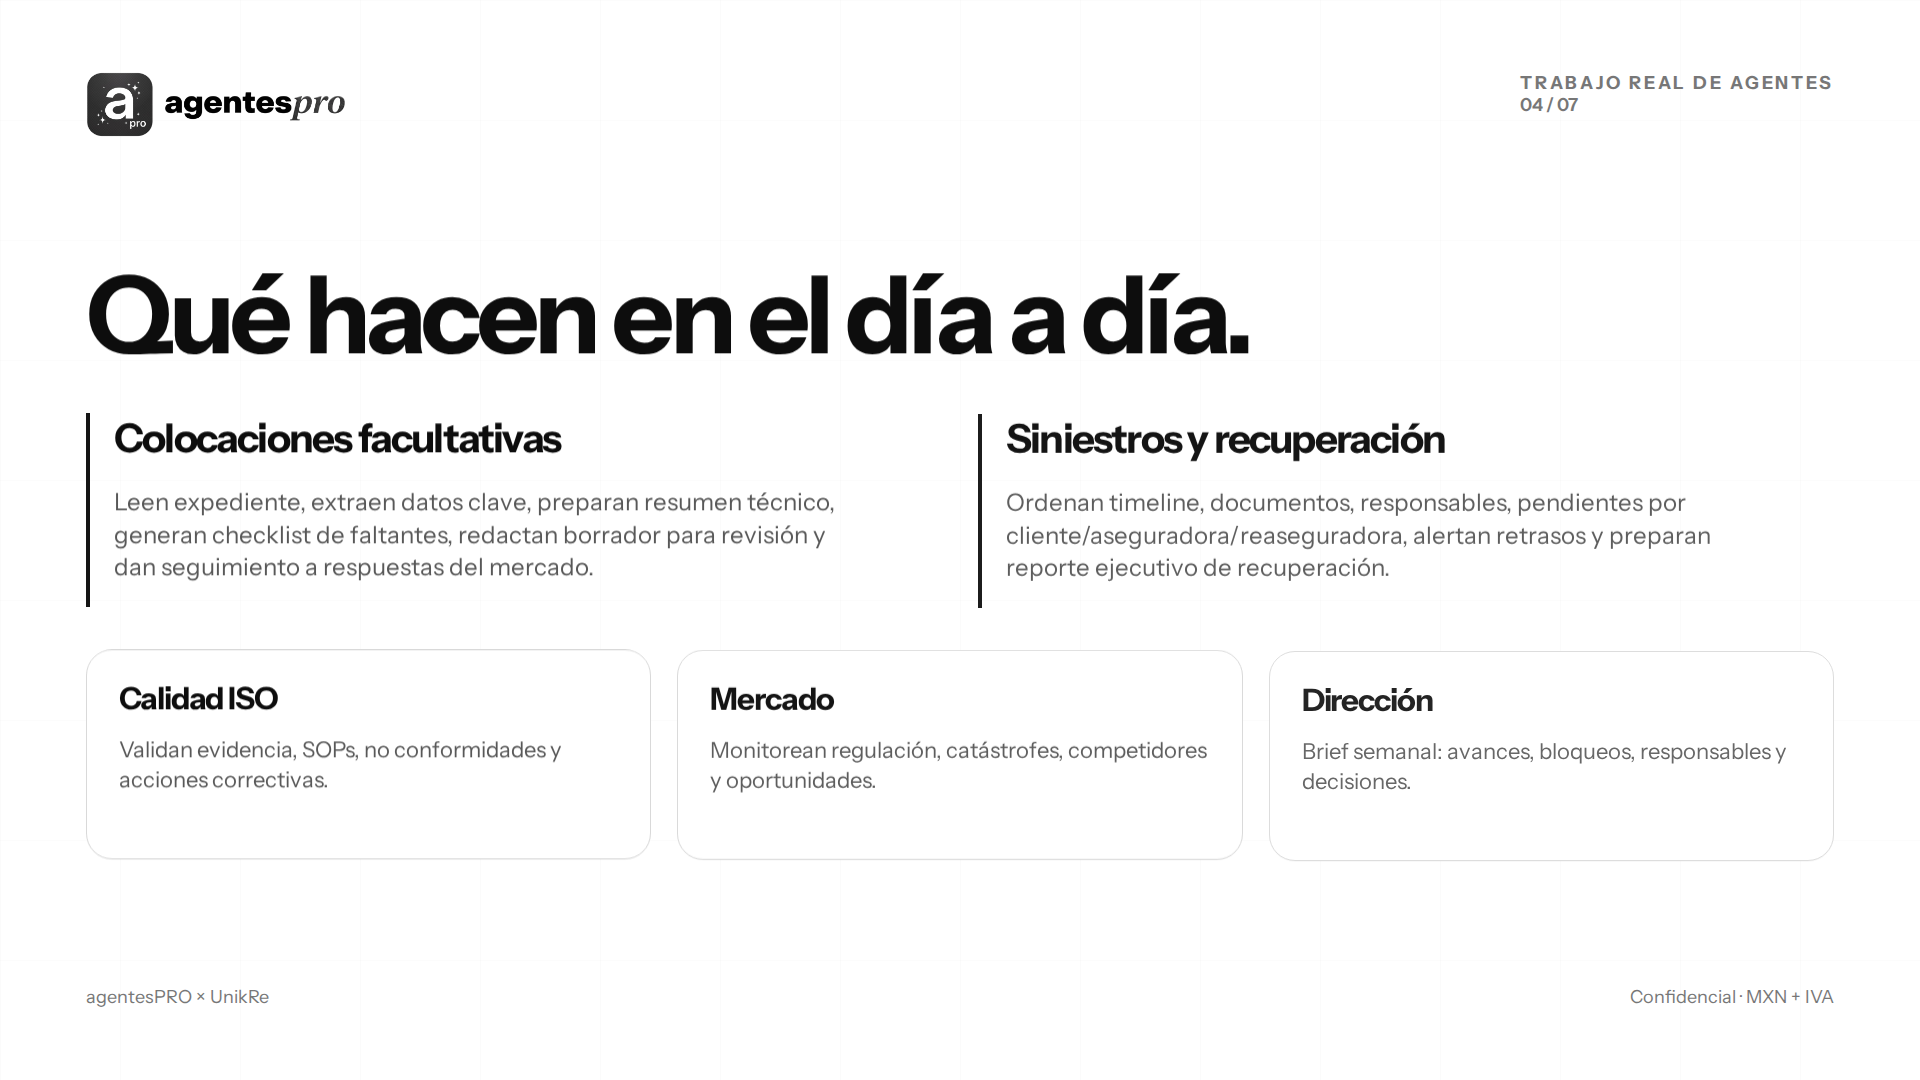 a
pro
agentespro
TRABAJO REAL DE AGENTES
04 / 07
Qué hacen en el día a día.
Colocaciones facultativas
Leen expediente, extraen datos clave, preparan resumen técnico,
generan checklist de faltantes, redactan borrador para revisión y
dan seguimiento a respuestas del mercado.
Siniestros y recuperación
Ordenan timeline, documentos, responsables, pendientes por
cliente/aseguradora/reaseguradora, alertan retrasos y preparan
reporte ejecutivo de recuperación.
Calidad ISO
Validan evidencia, SOPs, no conformidades y
acciones correctivas.
Mercado
Monitorean regulación, catástrofes, competidores
y oportunidades.
Dirección
Brief semanal: avances, bloqueos, responsables y
decisiones.
agentesPRO × UnikRe
Confidencial · MXN + IVA